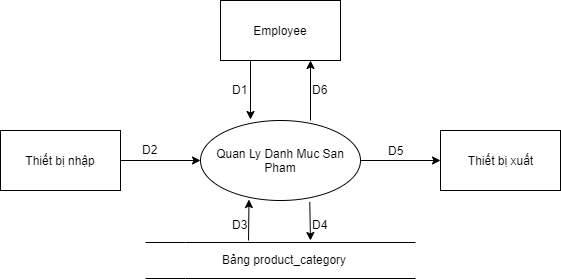 Employee
D1
D6
Thiết bị nhập
D2
Quan Ly Danh Muc San
Pham
D5
Thiết bị xuất
D3
D4
Bảng product_category